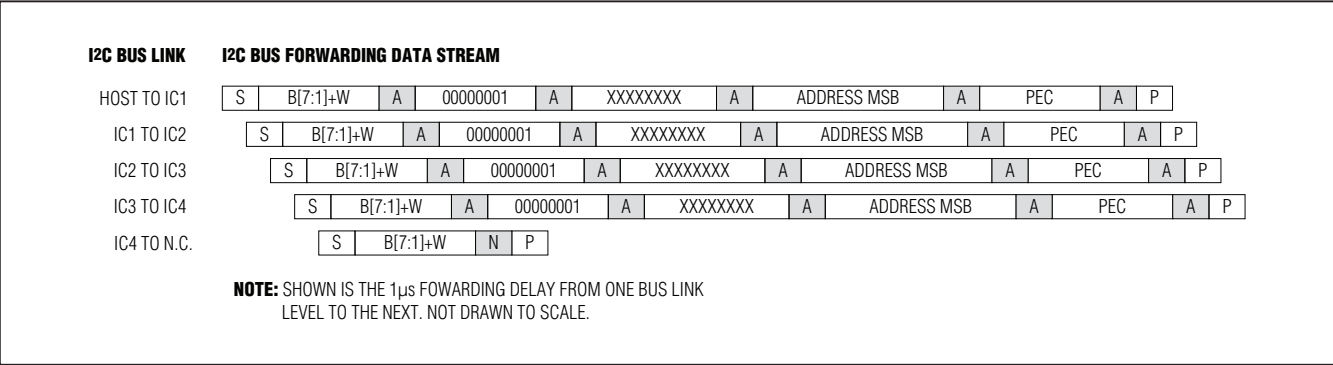 I2C BUS LINK I2C BUS FORWARDING DATA STREAM
HOST TO IC1 S B[7:1]+W A 00000001 A XXXXXXXX A ADDRESS MSB A PEC A P
IC1 TO IC2 S B[7:1]+W A 00000001 A XXXXXXXX A ADDRESS MSB A PEC A P
IC2 TO IC3 S B[7:1]+W A 00000001 A XXXXXXXX A ADDRESS MSB A PEC A P
IC3 TO IC4 S B[7:1]+W A 00000001 A XXXXXXXX A ADDRESS MSB A PEC A P
IC4 TO N.C. S B[7:1]+W N P
NOTE: SHOWN IS THE 1µs FOWARDING DELAY FROM ONE BUS LINK
LEVEL TO THE NEXT. NOT DRAWN TO SCALE.